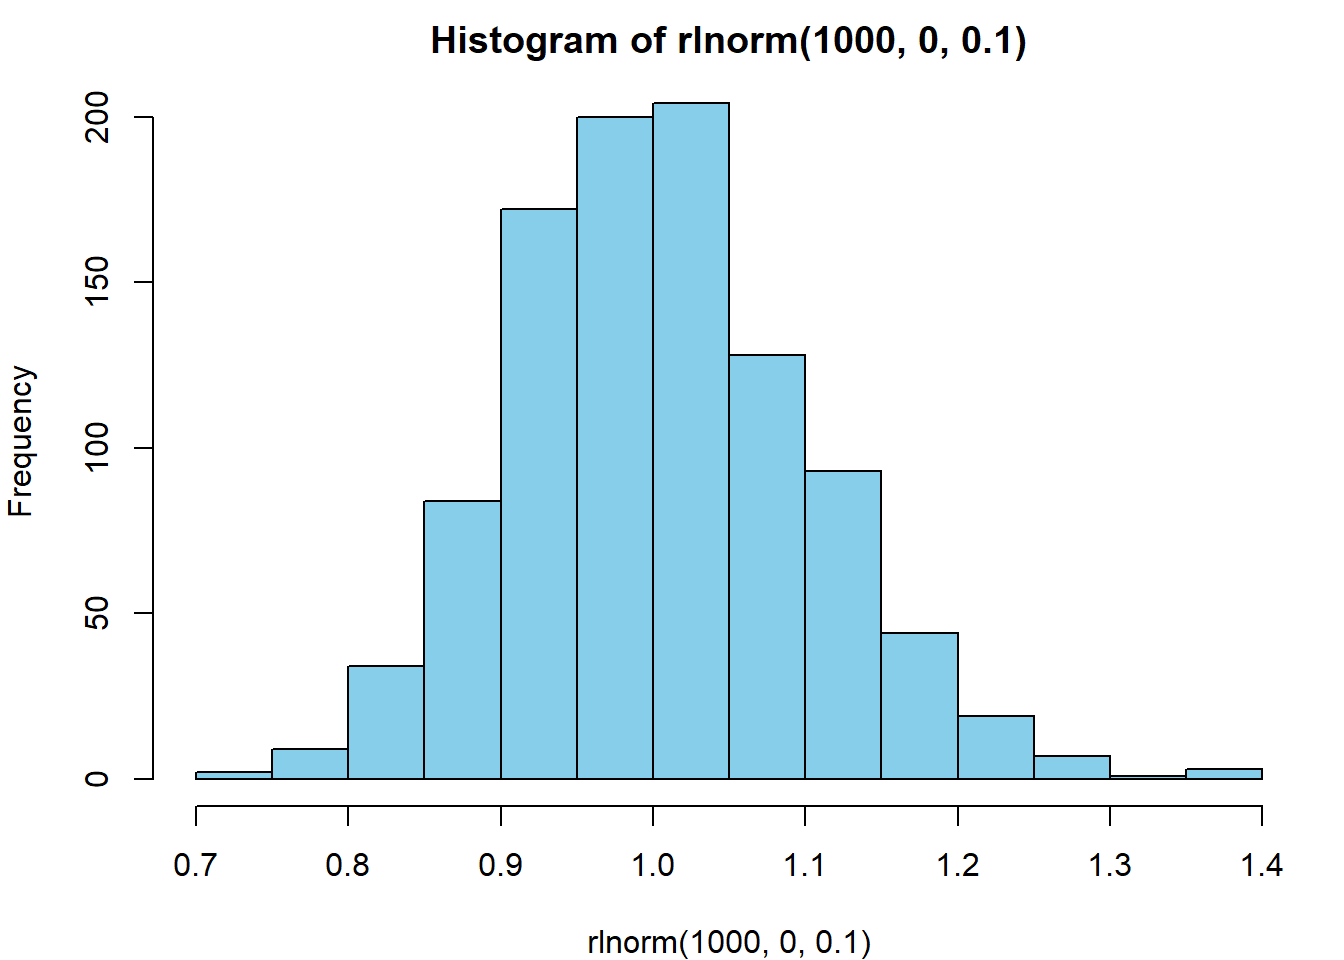 Histogram of rlnorm(1000, 0, 0.1)
Frequency
200
150
100
50
0
0.7 0.8 0.9 1.0 1.1 1.2 1.3 1.4
rlnorm(1000, 0, 0.1)